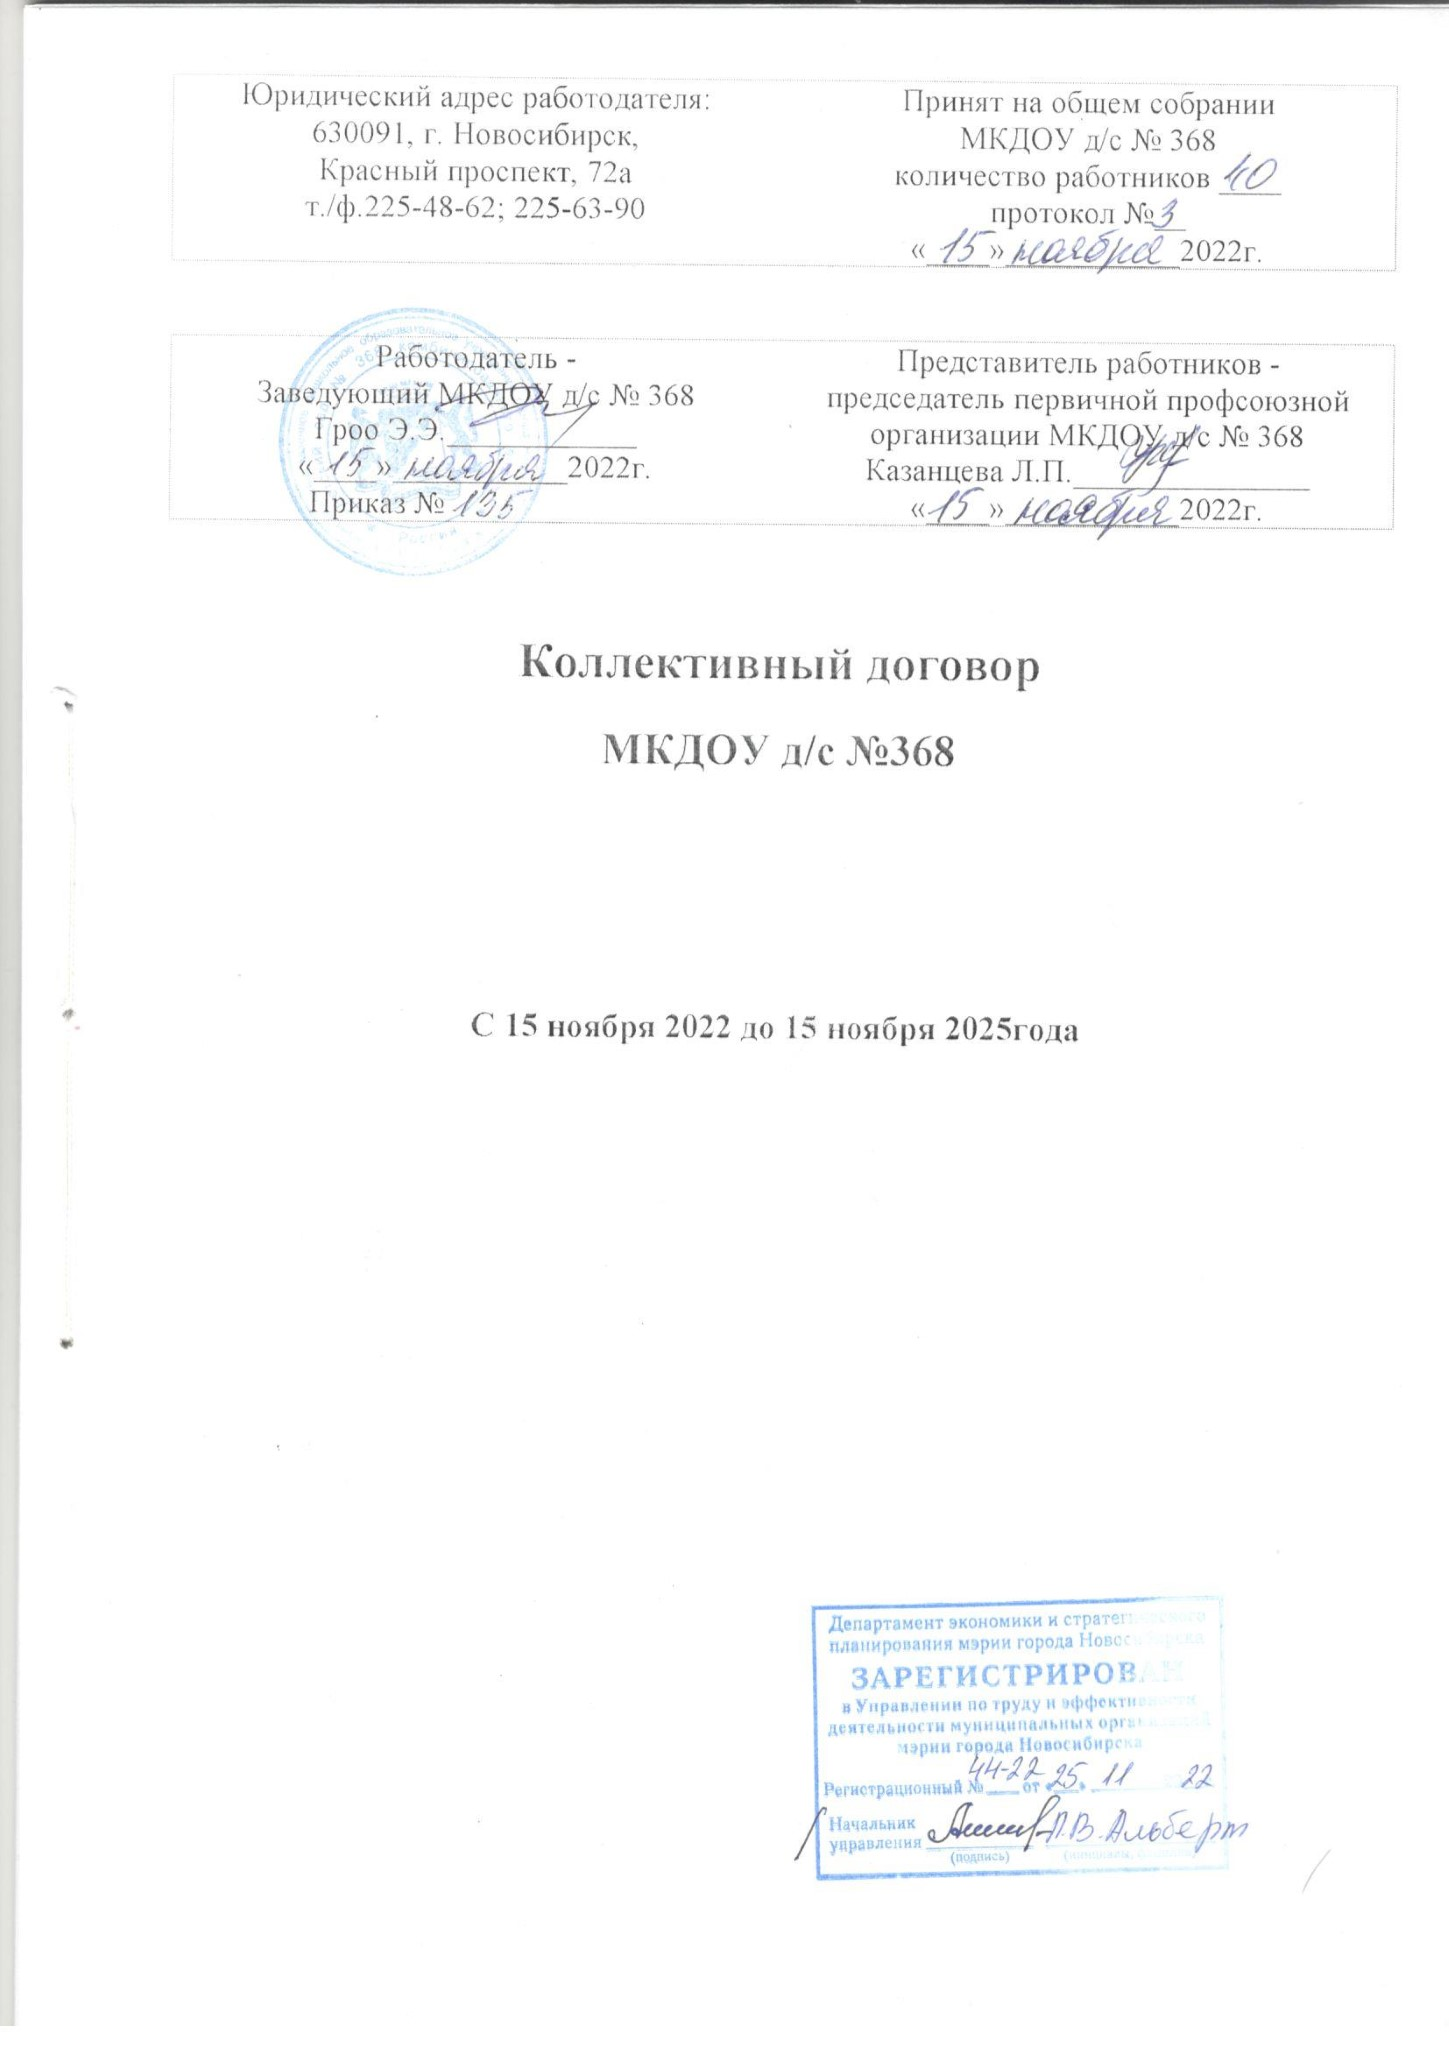 Юридический адрес работодателя:
630091, г. Новосибирск,
Красный проспект, 72а
т./ф.225-48-62; 225-63-90
Принят на общем собрании
МКДОУ д/с № 368
количество работников 40
протокол №3
«15» ноября 2022г.
Работодатель -
Заведующий МКДОУ д/с № 368
Гроо Э.Э.
«15» ноября 2022г.
Приказ № 135
Представитель работников -
председатель первичной профсоюзной
организации МКДОУ д/с № 368
Казанцева Л.П.
«15» ноября 2022г.
Коллективный договор
МКДОУ д/с №368
С 15 ноября 2022 до 15 ноября 2025года
Департамент экономики и стратегического
планирования мэрии города Новосибирска
ЗАРЕГИСТРИРОВАН
в Управлении по труду и эффективности
деятельности муниципальных организаций
мэрии города Новосибирска
Регистрационный № 44-22 от «25» 11 22
Начальник
управления Л.В. Альберт
(подпись)